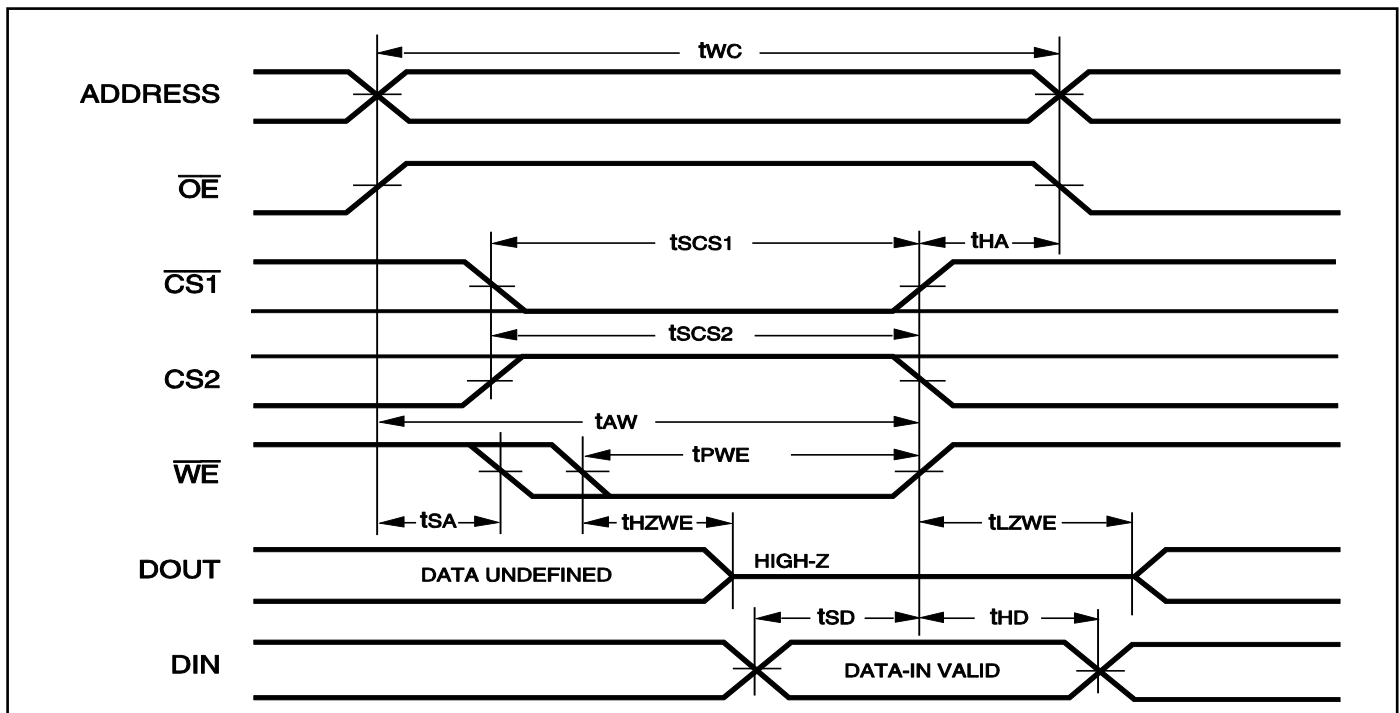 tWC
ADDRESS
OE
tSCS1
tHA
CS1
tSCS2
CS2
tAW
tPWE
WE
tSA
tHZWE
tLZWE
DOUT
DATA UNDEFINED
HIGH-Z
tSD
tHD
DIN
DATA-IN VALID